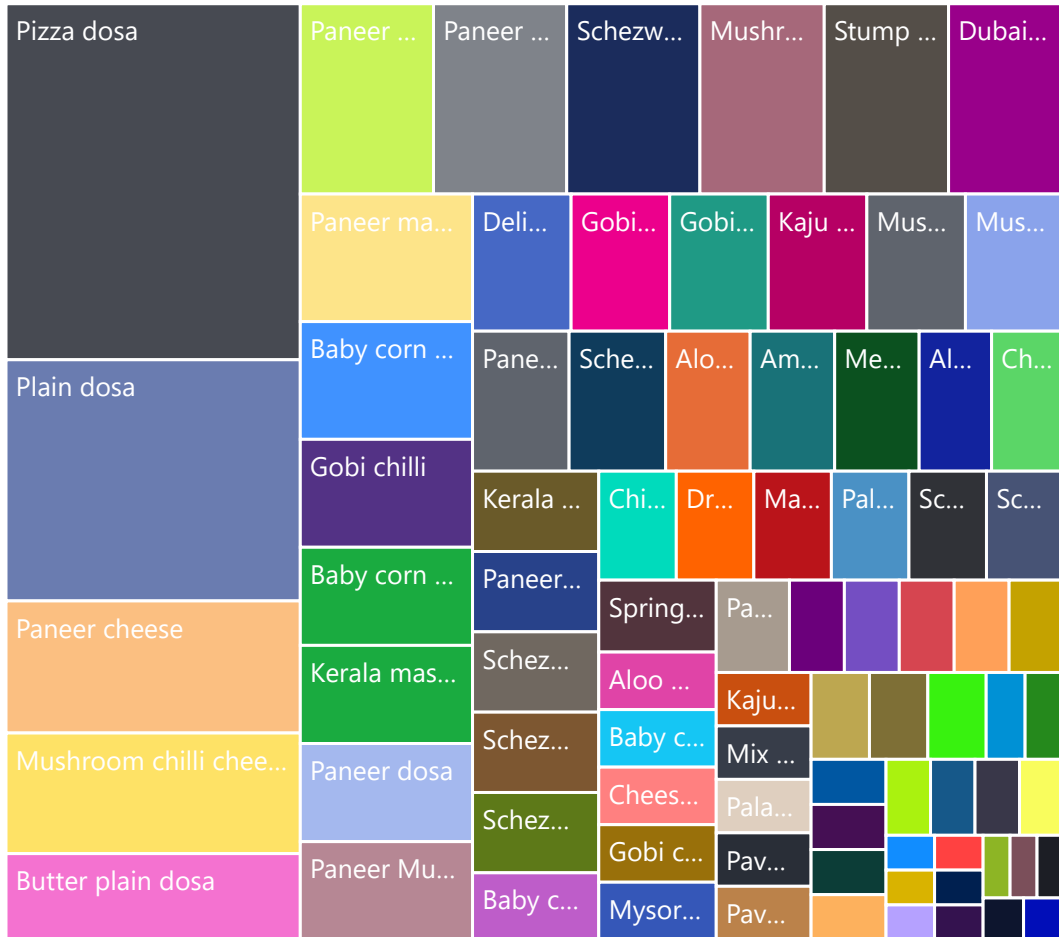 Pizza dosa
Paneer ...
Paneer ...
Schezw...
Mushr...
Stump ...
Dubai...
Paneer ma...
Deli...
Gobi...
Gobi...
Kaju ...
Mus...
Mus...
Baby corn ...
Pane...
Sche...
Alo...
Am...
Me...
Al...
Ch...
Plain dosa
Gobi chilli
Kerala ...
Chi...
Dr...
Ma...
Pal...
Sc...
Sc...
Baby corn ...
Paneer...
Spring...
Pa...
Paneer cheese
Kerala mas...
Schez...
Aloo ...
Kaju...
Mushroom chilli chee...
Paneer dosa
Schez...
Baby c...
Mix ...
Chees...
Pala...
Schez...
Gobi c...
Pav...
Butter plain dosa
Paneer Mu...
Baby c...
Mysor...
Pav...